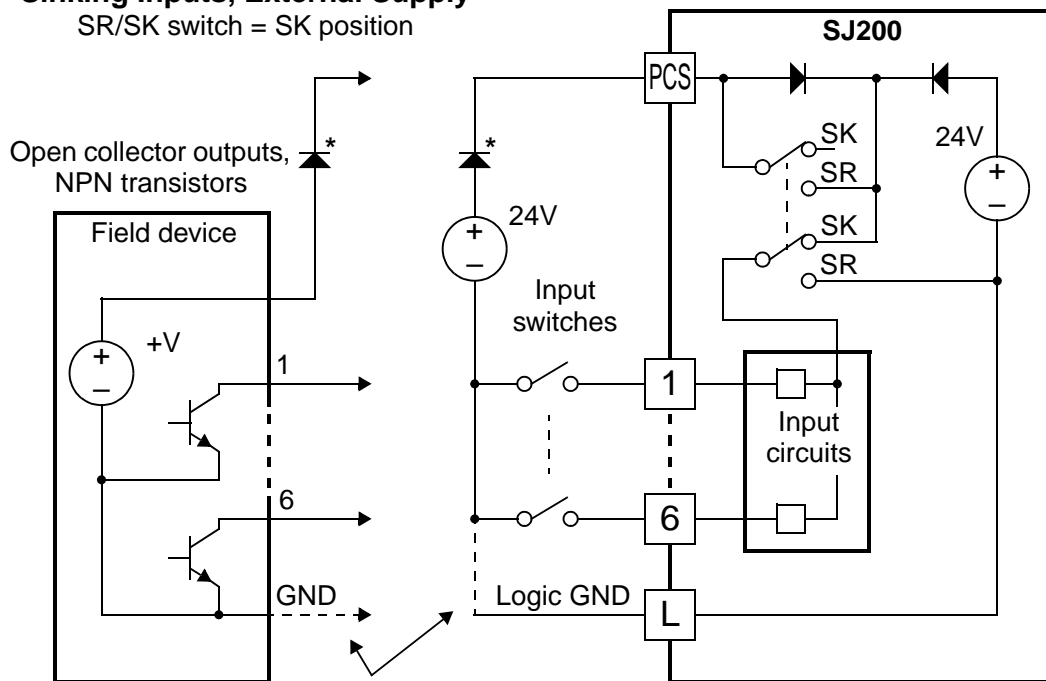 Sinking Inputs, External Supply
SR/SK switch = SK position
SJ200
PCS
*
*
SK
SR
SK
SR
24V
+
–
Open collector outputs,
NPN transistors
Field device
+V
+
–
24V
+
–
Input
switches
1
1
Input
circuits
6
6
GND
Logic GND
L